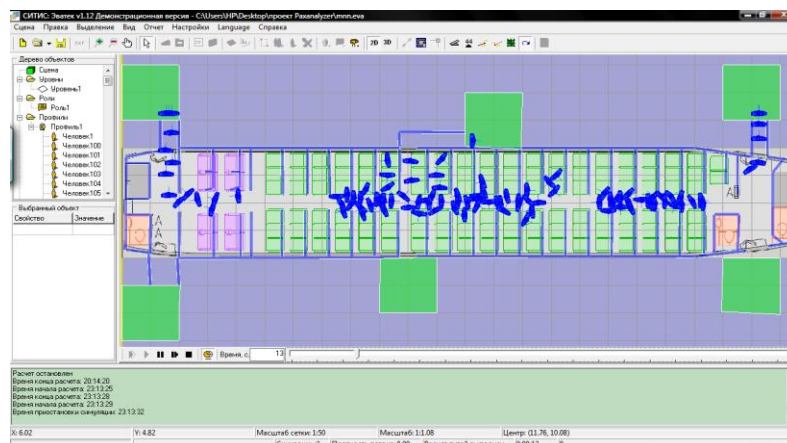 СИТИС: Эватек v1.12 Демонстрационная версия - C:\Users\HP\Desktop\проект Paxanalyzer\mnn.eva
Сцена Правка Выделение Вид Отчет Настройки Language Справка
2D 3D
Дерево объектов
Сцена
Уровни
Уровень1
Роли
Роль1
Профили
Профиль1
Человек1
Человек100
Человек101
Человек102
Человек103
Человек104
Человек105
Выбранный объект
Свойство Значение
Время, с. 13
Расчет остановлен
Время конца расчета: 20:14:20
Время начала расчета: 23:13:25
Время конца расчета: 23:13:28
Время начала расчета: 23:13:29
Время приостановки симуляции: 23:13:32
X: 6.02 Y: 4.82 Масштаб сетки: 1:50 Масштаб: 1:1.08 Центр: (11.76, 10.08)